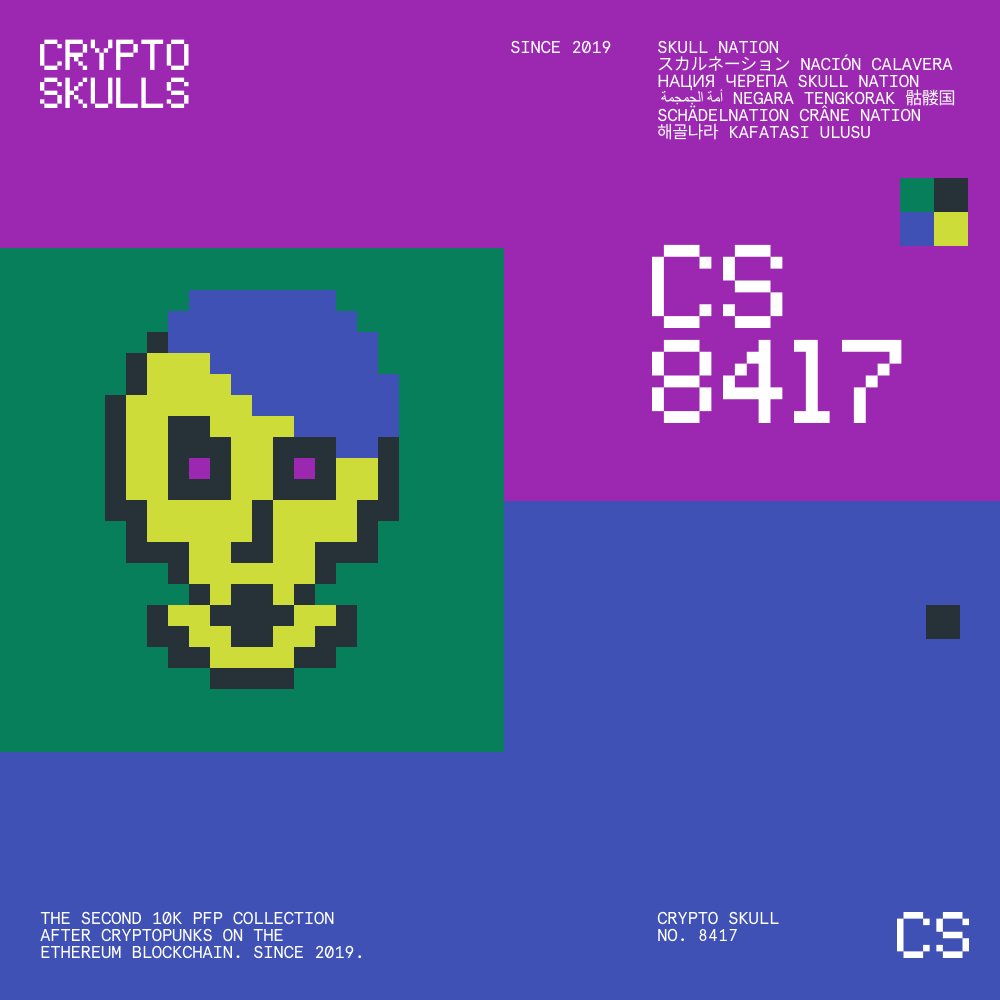 CRYPTO
SKULLS
SINCE 2019
SKULL NATION
スカルネーション NACIÓN CALAVERA
НАЦИЯ ЧЕРЕПА SKULL NATION
أمة الجمجمة NEGARA TENGKORAK 骷髅国
SCHÄDELNATION CRÂNE NATION
해골나라 KAFATASI ULUSU
CS
8417
THE SECOND 10K PFP COLLECTION
AFTER CRYPTOPUNKS ON THE
ETHEREUM BLOCKCHAIN. SINCE 2019.
CRYPTO SKULL
NO. 8417
CS